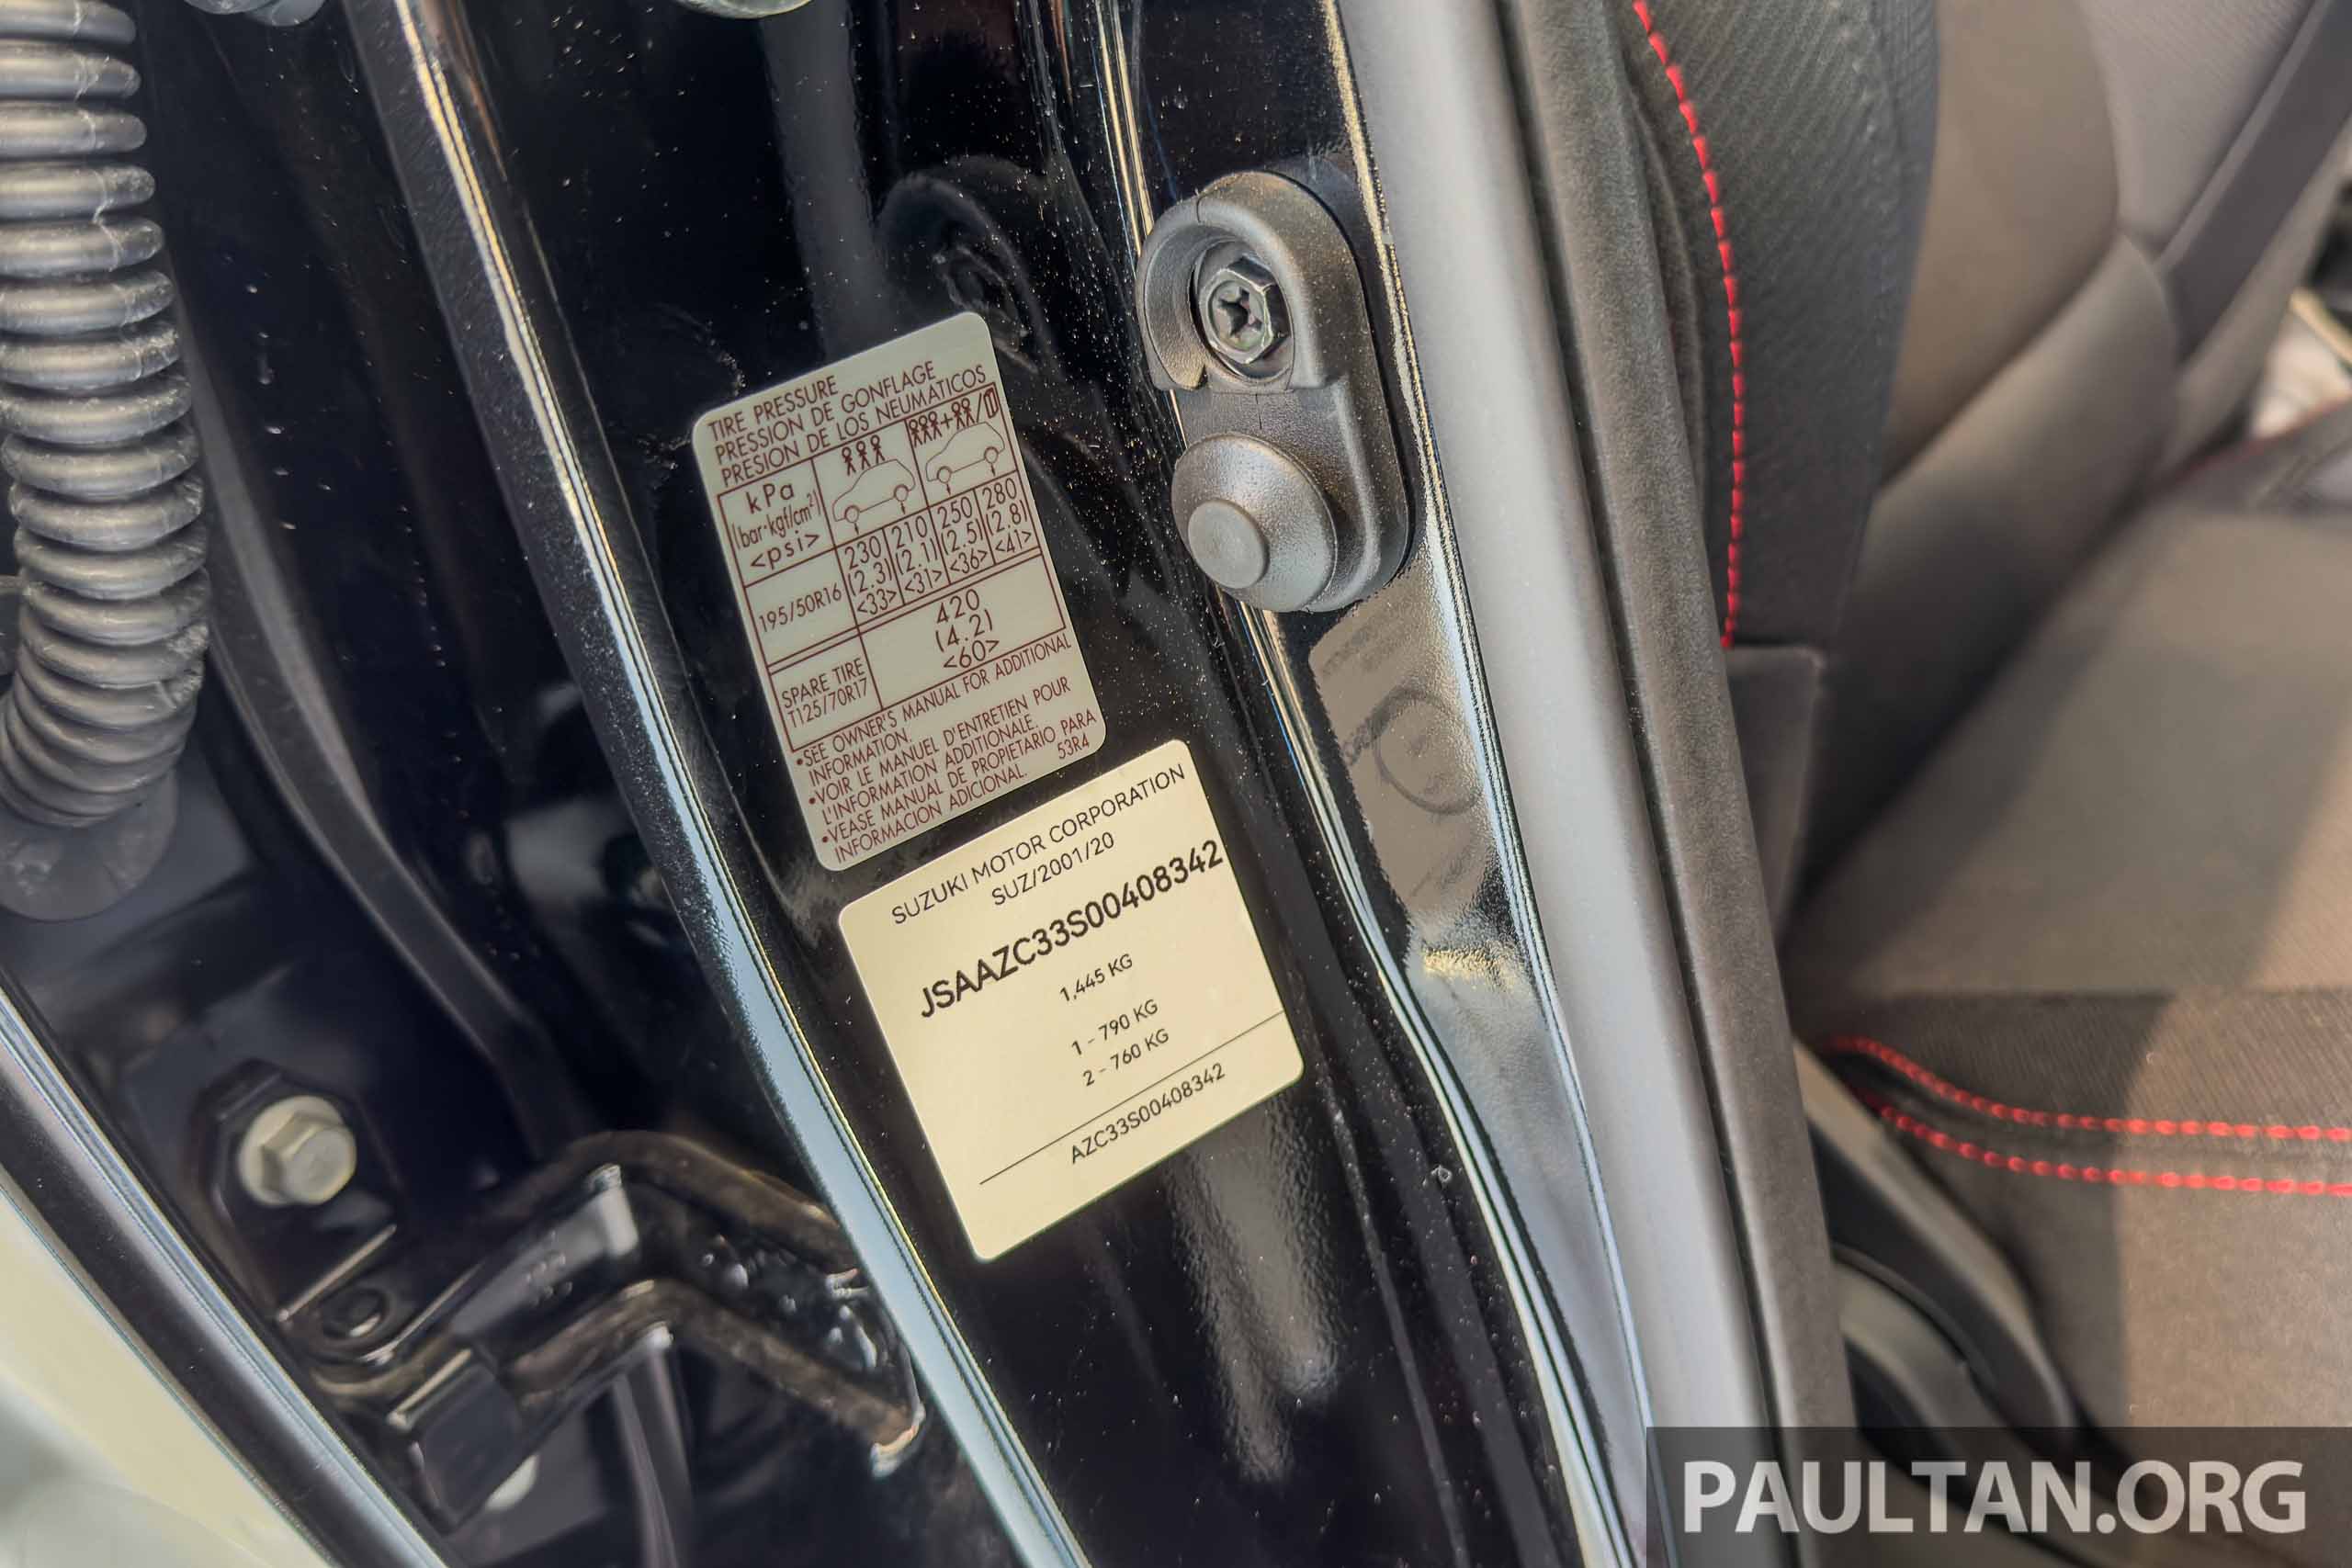 TIRE PRESSURE
PRESSION DE GONFLAGE
PRESION DE LOS NEUMÁTICOS
kPa
(bar·kgf/cm²)
<psi>
195/50R16
230 210 250 280
(2.3) (2.1) (2.5) (2.8)
<33> <31> <36> <41>
SPARE TIRE
T125/70R17
420
(4.2)
<60>
•SEE OWNER'S MANUAL FOR ADDITIONAL
INFORMATION.
•VOIR LE MANUEL D'ENTRETIEN POUR
L'INFORMATION ADDITIONALE.
•VEASE MANUAL DE PROPIETARIO PARA
INFORMACION ADICIONAL. 53R4
SUZUKI MOTOR CORPORATION
SUZ/2001/20
JSAAZC33S00408342
1,445 KG
1 - 790 KG
2 - 760 KG
AZC33S00408342
PAULTAN.ORG